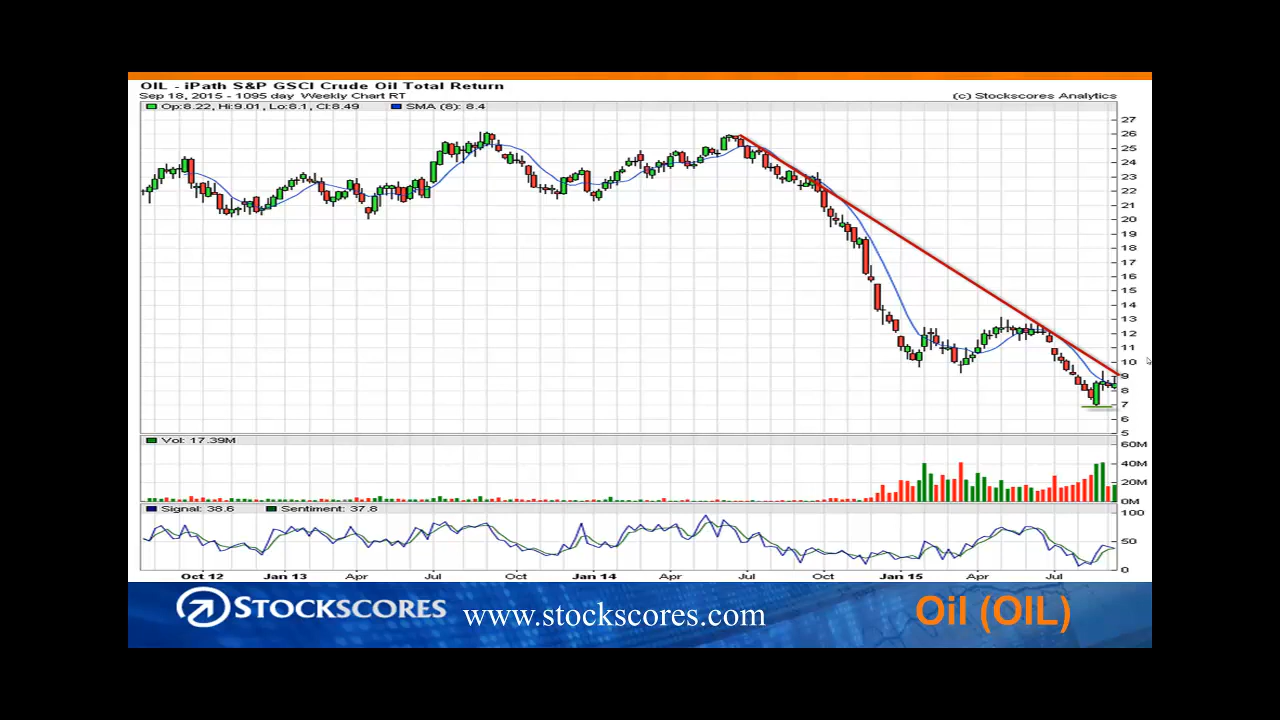 OIL - iPath S&P GSCI Crude Oil Total Return
Sep 18, 2015 - 1095 day Weekly Chart RT
(c) Stockscores Analytics
Op:8.22, Hi:9.01, Lo:8.1, Cl:8.49 SMA (8): 8.4
27
26
25
24
23
22
21
20
19
18
17
16
15
14
13
12
11
10
9
8
7
6
5
Vol: 17.39M
60M
40M
20M
0M
Signal: 38.6 Sentiment: 37.8
100
50
0
Oct 12 Jan 13 Apr Jul Oct Jan 14 Apr Jul Oct Jan 15 Apr Jul
STOCKSCORES www.stockscores.com Oil (OIL)